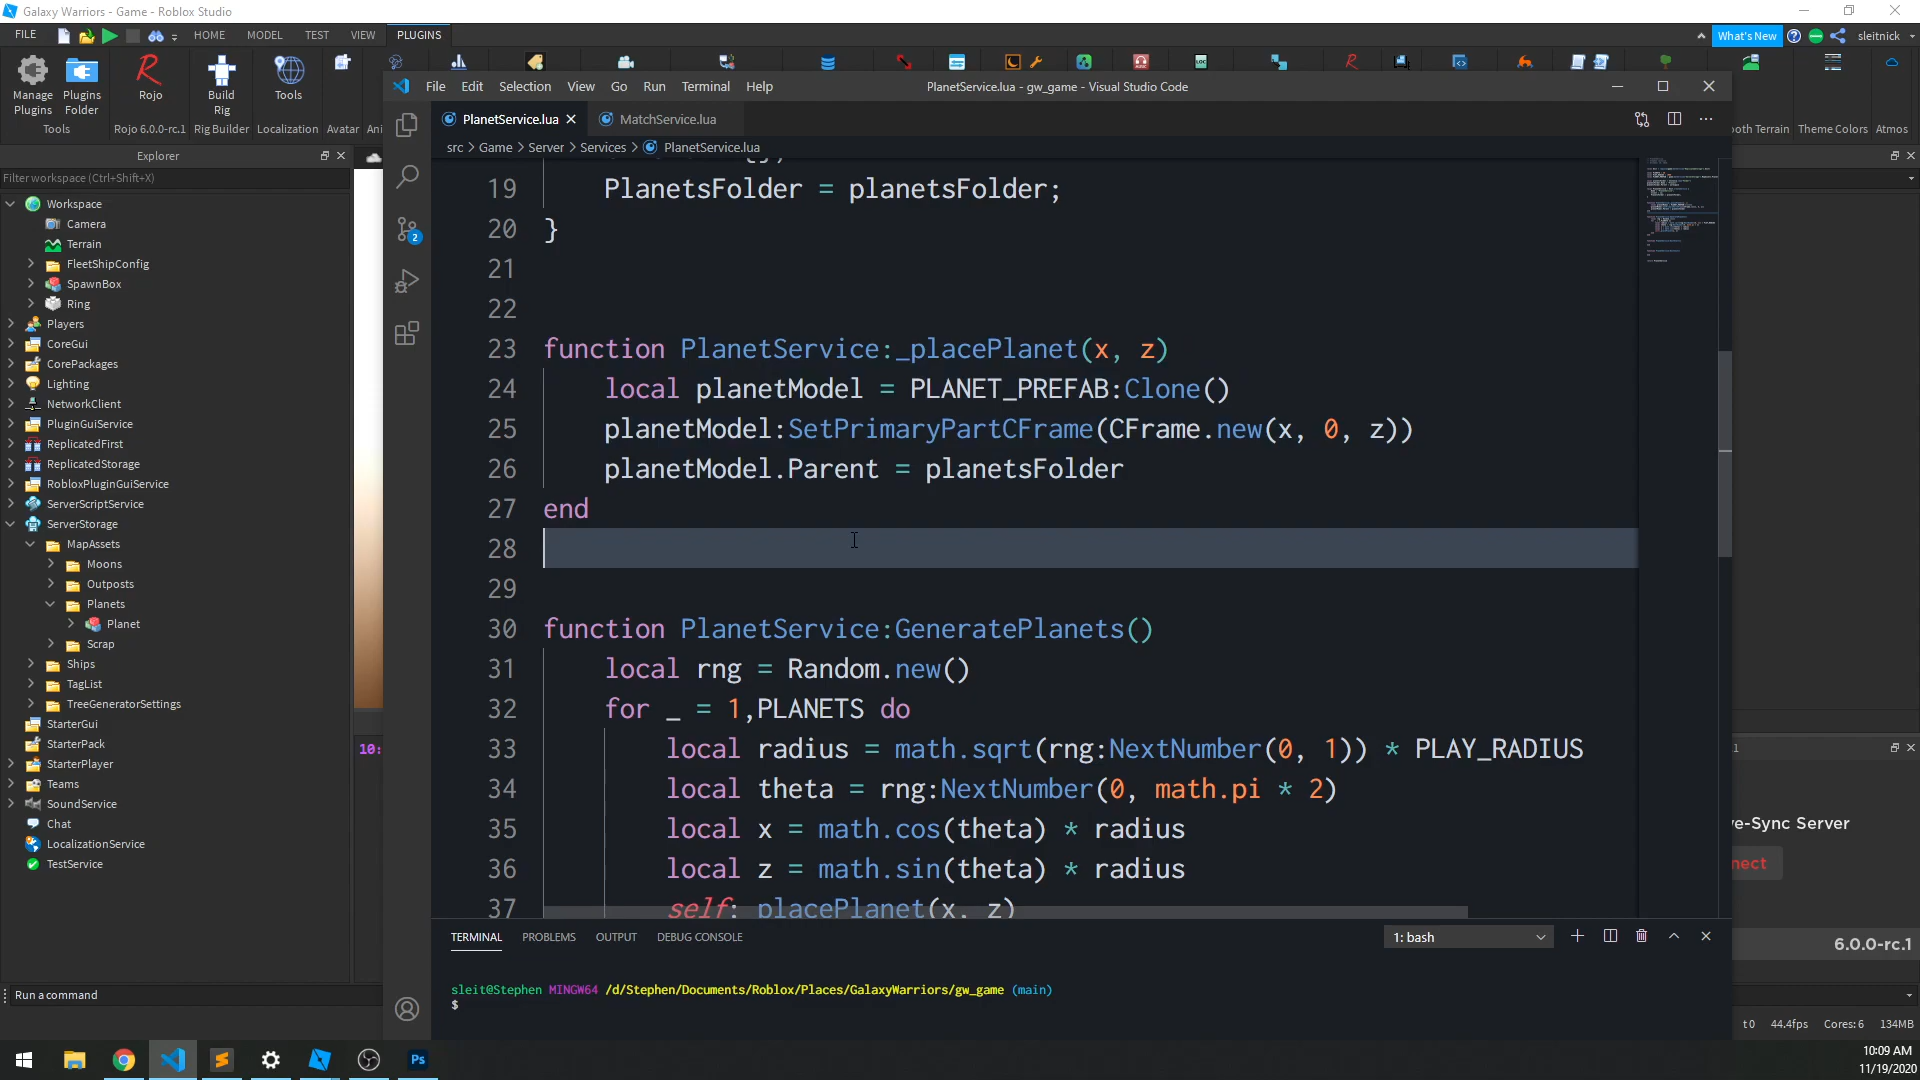 Galaxy Warriors - Game - Roblox Studio
FILE HOME MODEL TEST VIEW PLUGINS What's New sleitnick
Manage Plugins
Plugins Folder
Rojo
Build Rig
Tools
Tools Rojo 6.0.0-rc.1 Rig Builder Localization Avatar Ani
oth Terrain Theme Colors Atmos
File Edit Selection View Go Run Terminal Help
PlanetService.lua - gw_game - Visual Studio Code
PlanetService.lua MatchService.lua
src > Game > Server > Services > PlanetService.lua
Explorer
Filter workspace (Ctrl+Shift+X)
Workspace
Camera
Terrain
FleetShipConfig
SpawnBox
Ring
Players
CoreGui
CorePackages
Lighting
NetworkClient
PluginGuiService
ReplicatedFirst
ReplicatedStorage
RobloxPluginGuiService
ServerScriptService
ServerStorage
MapAssets
Moons
Outposts
Planets
Planet
Scrap
Ships
TagList
TreeGeneratorSettings
StarterGui
StarterPack
StarterPlayer
Teams
SoundService
Chat
LocalizationService
TestService
Run a command
10:
2
19 PlanetsFolder = planetsFolder;
20 }
21
22
23 function PlanetService:_placePlanet(x, z)
24 local planetModel = PLANET_PREFAB:Clone()
25 planetModel:SetPrimaryPartCFrame(CFrame.new(x, 0, z))
26 planetModel.Parent = planetsFolder
27 end
28
29
30 function PlanetService:GeneratePlanets()
31 local rng = Random.new()
32 for _ = 1,PLANETS do
33 local radius = math.sqrt(rng:NextNumber(0, 1)) * PLAY_RADIUS
34 local theta = rng:NextNumber(0, math.pi * 2)
35 local x = math.cos(theta) * radius
36 local z = math.sin(theta) * radius
37 self:_placePlanet(x, z)
TERMINAL PROBLEMS OUTPUT DEBUG CONSOLE 1: bash
sleit@Stephen MINGW64 /d/Stephen/Documents/Roblox/Places/GalaxyWarriors/gw_game (main)
$
1
ve-Sync Server
nect
6.0.0-rc.1
t0 44.4fps Cores: 6 134MB
Ps
10:09 AM
11/19/2020